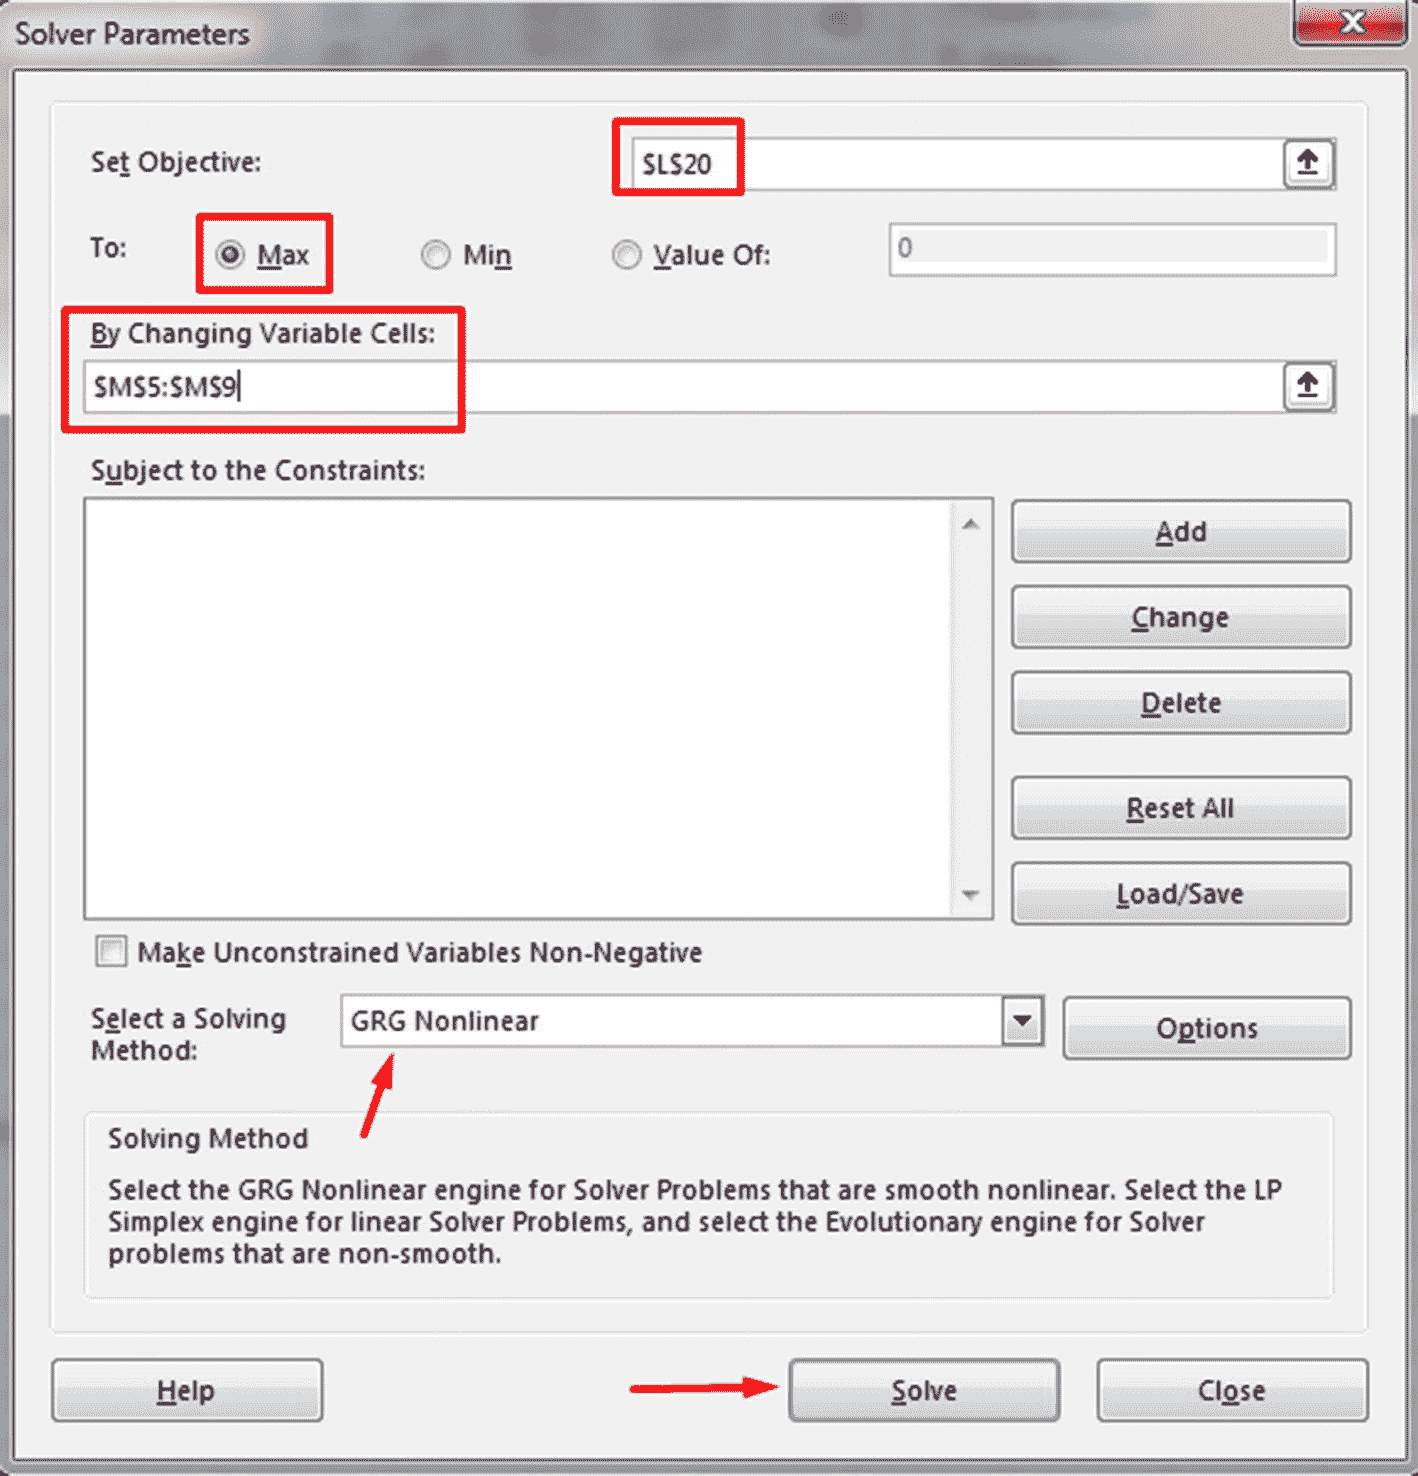 Solver Parameters
Set Objective:
$L$20
To:
Max
Min
Value Of:
0
By Changing Variable Cells:
$M$5:$M$9
Subject to the Constraints:
Add
Change
Delete
Reset All
Load/Save
Make Unconstrained Variables Non-Negative
Select a Solving
Method:
GRG Nonlinear
Options
Solving Method
Select the GRG Nonlinear engine for Solver Problems that are smooth nonlinear. Select the LP
Simplex engine for linear Solver Problems, and select the Evolutionary engine for Solver
problems that are non-smooth.
Help
Solve
Close